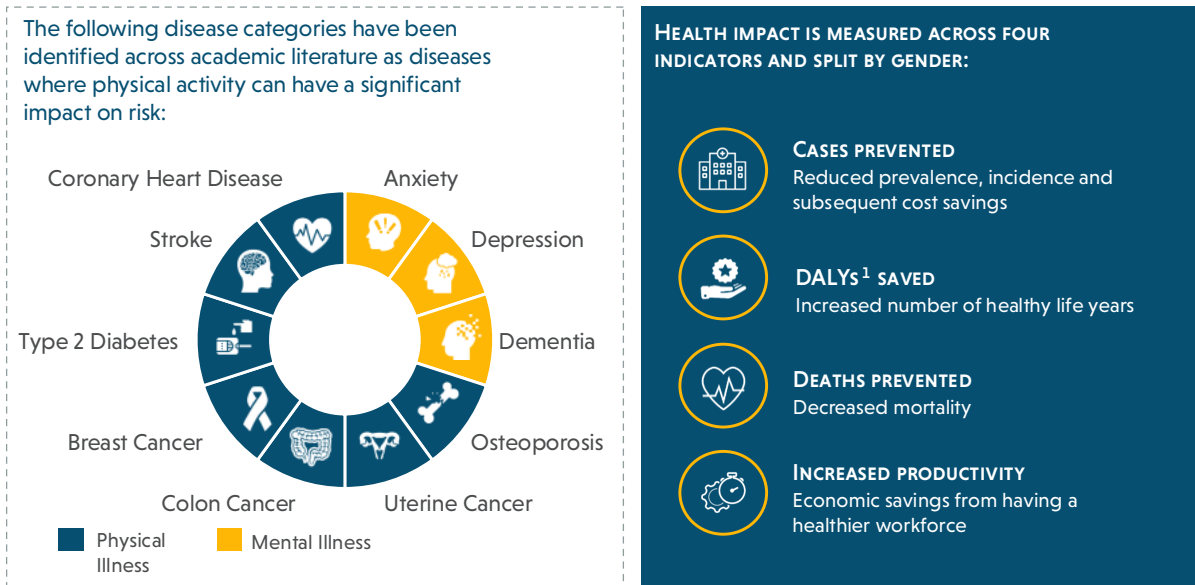 The following disease categories have been
identified across academic literature as diseases
where physical activity can have a significant
impact on risk:
Coronary Heart Disease
Anxiety
Stroke
Depression
Type 2 Diabetes
Dementia
Breast Cancer
Osteoporosis
Colon Cancer
Uterine Cancer
Physical
Illness
Mental Illness
HEALTH IMPACT IS MEASURED ACROSS FOUR
INDICATORS AND SPLIT BY GENDER:
CASES PREVENTED
Reduced prevalence, incidence and
subsequent cost savings
DALYS¹ SAVED
Increased number of healthy life years
DEATHS PREVENTED
Decreased mortality
INCREASED PRODUCTIVITY
Economic savings from having a
healthier workforce